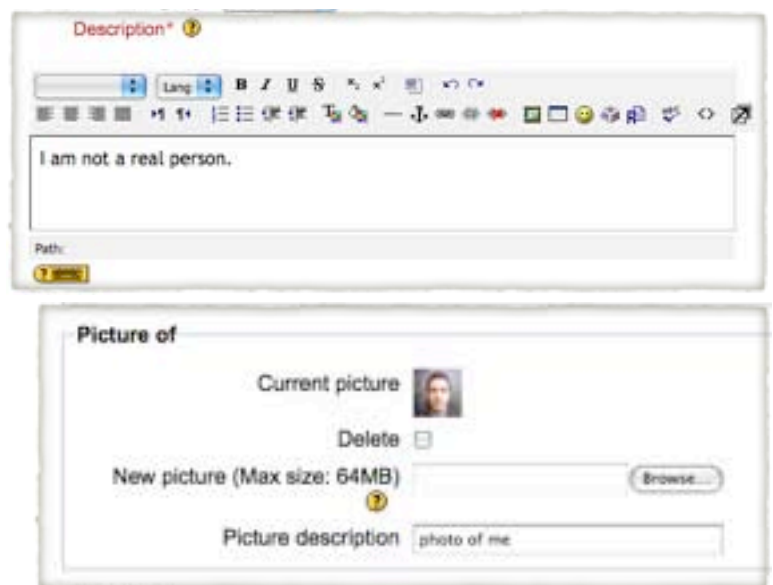 Description*
Lang B I U S
I am not a real person.
Path:
Picture of
Current picture
Delete
New picture (Max size: 64MB)
Browse...
Picture description photo of me